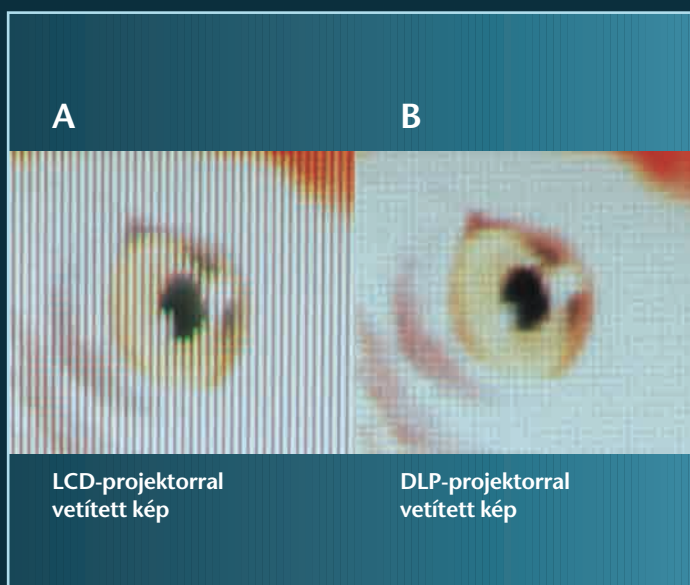 A
B
LCD-projektorral
vetített kép
DLP-projektorral
vetített kép